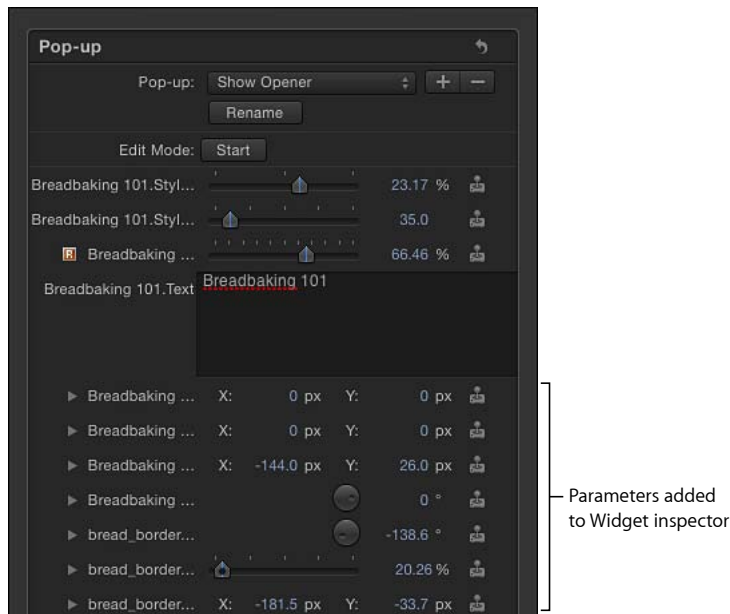 Pop-up
Pop-up: Show Opener + −
Rename
Edit Mode: Start
Breadbaking 101.Styl... 23.17 %
Breadbaking 101.Styl... 35.0
R Breadbaking ... 66.46 %
Breadbaking 101.Text Breadbaking 101
Breadbaking ... X: 0 px Y: 0 px
Breadbaking ... X: 0 px Y: 0 px
Breadbaking ... X: -144.0 px Y: 26.0 px
Breadbaking ... 0 °
bread_border... -138.6 °
bread_border... 20.26 %
bread_border... X: -181.5 px Y: -33.7 px
Parameters added
to Widget inspector